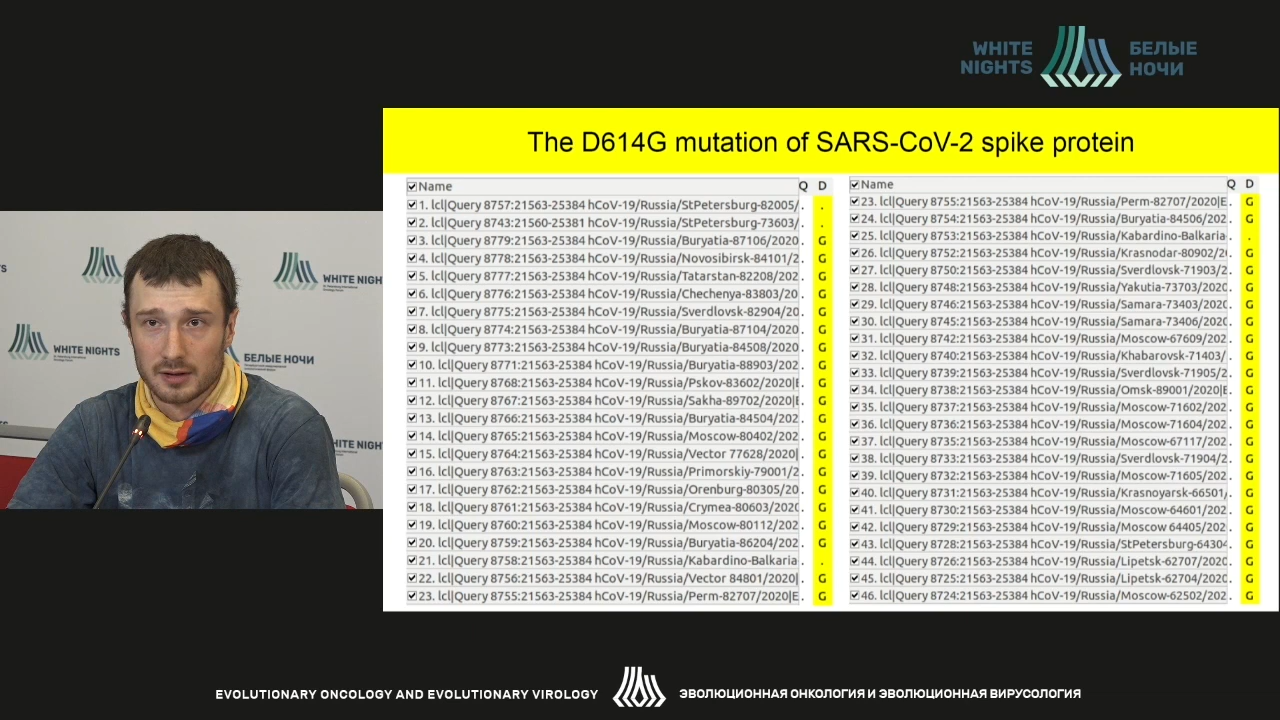 WHITE NIGHTS
БЕЛЫЕ НОЧИ
The D614G mutation of SARS-CoV-2 spike protein
Name Q D
1. lcl|Query 8757:21563-25384 hCoV-19/Russia/StPetersburg-82005/ . .
2. lcl|Query 8743:21560-25381 hCoV-19/Russia/StPetersburg-73603/ . .
3. lcl|Query 8779:21563-25384 hCoV-19/Russia/Buryatia-87106/2020 . G
4. lcl|Query 8778:21563-25384 hCoV-19/Russia/Novosibirsk-84101/2 . G
5. lcl|Query 8777:21563-25384 hCoV-19/Russia/Tatarstan-82208/202 . G
6. lcl|Query 8776:21563-25384 hCoV-19/Russia/Chechenya-83803/20 . G
7. lcl|Query 8775:21563-25384 hCoV-19/Russia/Sverdlovsk-82904/20 . G
8. lcl|Query 8774:21563-25384 hCoV-19/Russia/Buryatia-87104/2020 . G
9. lcl|Query 8773:21563-25384 hCoV-19/Russia/Buryatia-84508/2020 . G
10. lcl|Query 8771:21563-25384 hCoV-19/Russia/Buryatia-88903/202 . G
11. lcl|Query 8768:21563-25384 hCoV-19/Russia/Pskov-83602/2020|E . G
12. lcl|Query 8767:21563-25384 hCoV-19/Russia/Sakha-89702/2020|E . G
13. lcl|Query 8766:21563-25384 hCoV-19/Russia/Buryatia-84504/202 . G
14. lcl|Query 8765:21563-25384 hCoV-19/Russia/Moscow-80402/202 . G
15. lcl|Query 8764:21563-25384 hCoV-19/Russia/Vector 77628/2020| . G
16. lcl|Query 8763:21563-25384 hCoV-19/Russia/Primorskiy-79001/2 . G
17. lcl|Query 8762:21563-25384 hCoV-19/Russia/Orenburg-80305/20 . G
18. lcl|Query 8761:21563-25384 hCoV-19/Russia/Crymea-80603/2020 . G
19. lcl|Query 8760:21563-25384 hCoV-19/Russia/Moscow-80112/202 . G
20. lcl|Query 8759:21563-25384 hCoV-19/Russia/Buryatia-86204/202 . G
21. lcl|Query 8758:21563-25384 hCoV-19/Russia/Kabardino-Balkaria . .
22. lcl|Query 8756:21563-25384 hCoV-19/Russia/Vector 84801/2020| . G
23. lcl|Query 8755:21563-25384 hCoV-19/Russia/Perm-82707/2020|E . G
Name Q D
23. lcl|Query 8755:21563-25384 hCoV-19/Russia/Perm-82707/2020|E . G
24. lcl|Query 8754:21563-25384 hCoV-19/Russia/Buryatia-84506/202 . G
25. lcl|Query 8753:21563-25384 hCoV-19/Russia/Kabardino-Balkaria . .
26. lcl|Query 8752:21563-25384 hCoV-19/Russia/Krasnodar-80902/20 . G
27. lcl|Query 8750:21563-25384 hCoV-19/Russia/Sverdlovsk-71903/2 . G
28. lcl|Query 8748:21563-25384 hCoV-19/Russia/Yakutia-73703/2020 . G
29. lcl|Query 8746:21563-25384 hCoV-19/Russia/Samara-73403/2020 . G
30. lcl|Query 8745:21563-25384 hCoV-19/Russia/Samara-73406/2020 . G
31. lcl|Query 8742:21563-25384 hCoV-19/Russia/Moscow-67609/202 . G
32. lcl|Query 8740:21563-25384 hCoV-19/Russia/Khabarovsk-71403/ . G
33. lcl|Query 8739:21563-25384 hCoV-19/Russia/Sverdlovsk-71905/2 . G
34. lcl|Query 8738:21563-25384 hCoV-19/Russia/Omsk-89001/2020|E . G
35. lcl|Query 8737:21563-25384 hCoV-19/Russia/Moscow-71602/202 . G
36. lcl|Query 8736:21563-25384 hCoV-19/Russia/Moscow-71604/202 . G
37. lcl|Query 8735:21563-25384 hCoV-19/Russia/Moscow-67117/202 . G
38. lcl|Query 8733:21563-25384 hCoV-19/Russia/Sverdlovsk-71904/2 . G
39. lcl|Query 8732:21563-25384 hCoV-19/Russia/Moscow-71605/202 . G
40. lcl|Query 8731:21563-25384 hCoV-19/Russia/Krasnoyarsk-66501/ . G
41. lcl|Query 8730:21563-25384 hCoV-19/Russia/Moscow-64601/202 . G
42. lcl|Query 8729:21563-25384 hCoV-19/Russia/Moscow 64405/202 . G
43. lcl|Query 8728:21563-25384 hCoV-19/Russia/StPetersburg-64304 . G
44. lcl|Query 8726:21563-25384 hCoV-19/Russia/Lipetsk-62707/2020 . G
45. lcl|Query 8725:21563-25384 hCoV-19/Russia/Lipetsk-62704/2020 . G
46. lcl|Query 8724:21563-25384 hCoV-19/Russia/Moscow-62502/202 . G
WHITE NIGHTS
WHITE NIGHTS
БЕЛЫЕ НОЧИ
EVOLUTIONARY ONCOLOGY AND EVOLUTIONARY VIROLOGY
ЭВОЛЮЦИОННАЯ ОНКОЛОГИЯ И ЭВОЛЮЦИОННАЯ ВИРУСОЛОГИЯ